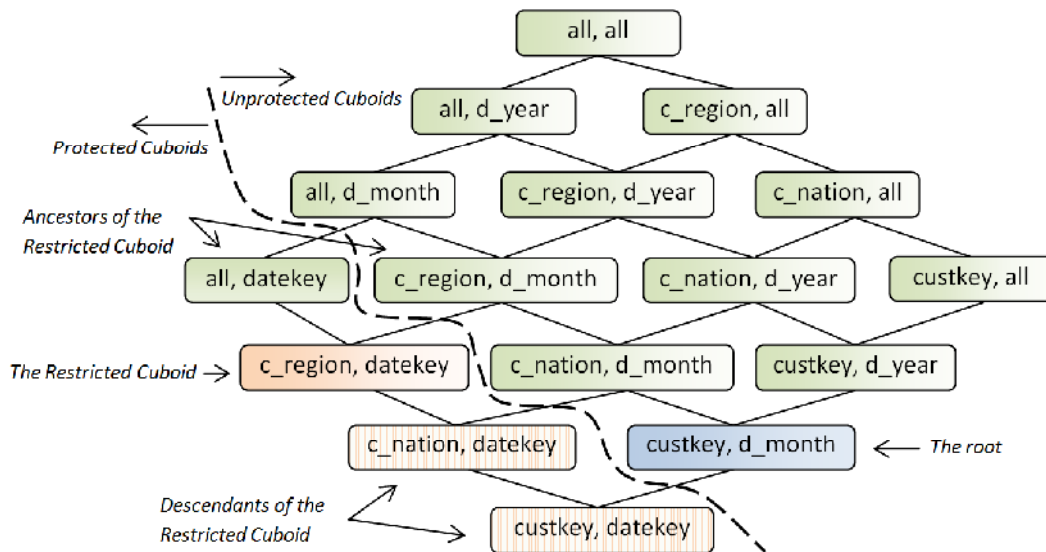 all, all
Unprotected Cuboids
all, d_year
c_region, all
Protected Cuboids
all, d_month
c_region, d_year
c_nation, all
Ancestors of the
Restricted Cuboid
all, datekey
c_region, d_month
c_nation, d_year
custkey, all
The Restricted Cuboid
c_region, datekey
c_nation, d_month
custkey, d_year
c_nation, datekey
custkey, d_month
The root
Descendants of the
Restricted Cuboid
custkey, datekey